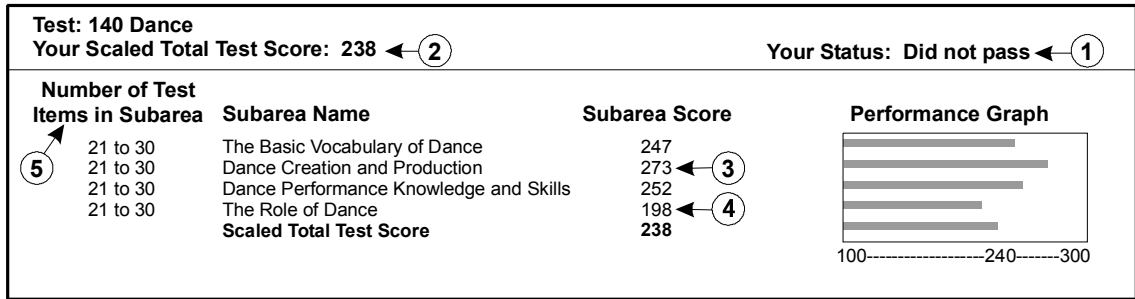 Test: 140 Dance
Your Scaled Total Test Score: 238 2
Your Status: Did not pass 1
Number of Test
Items in Subarea Subarea Name Subarea Score Performance Graph
5
21 to 30 The Basic Vocabulary of Dance 247
21 to 30 Dance Creation and Production 273 3
21 to 30 Dance Performance Knowledge and Skills 252
21 to 30 The Role of Dance 198 4
Scaled Total Test Score 238
100--------------------240-------300